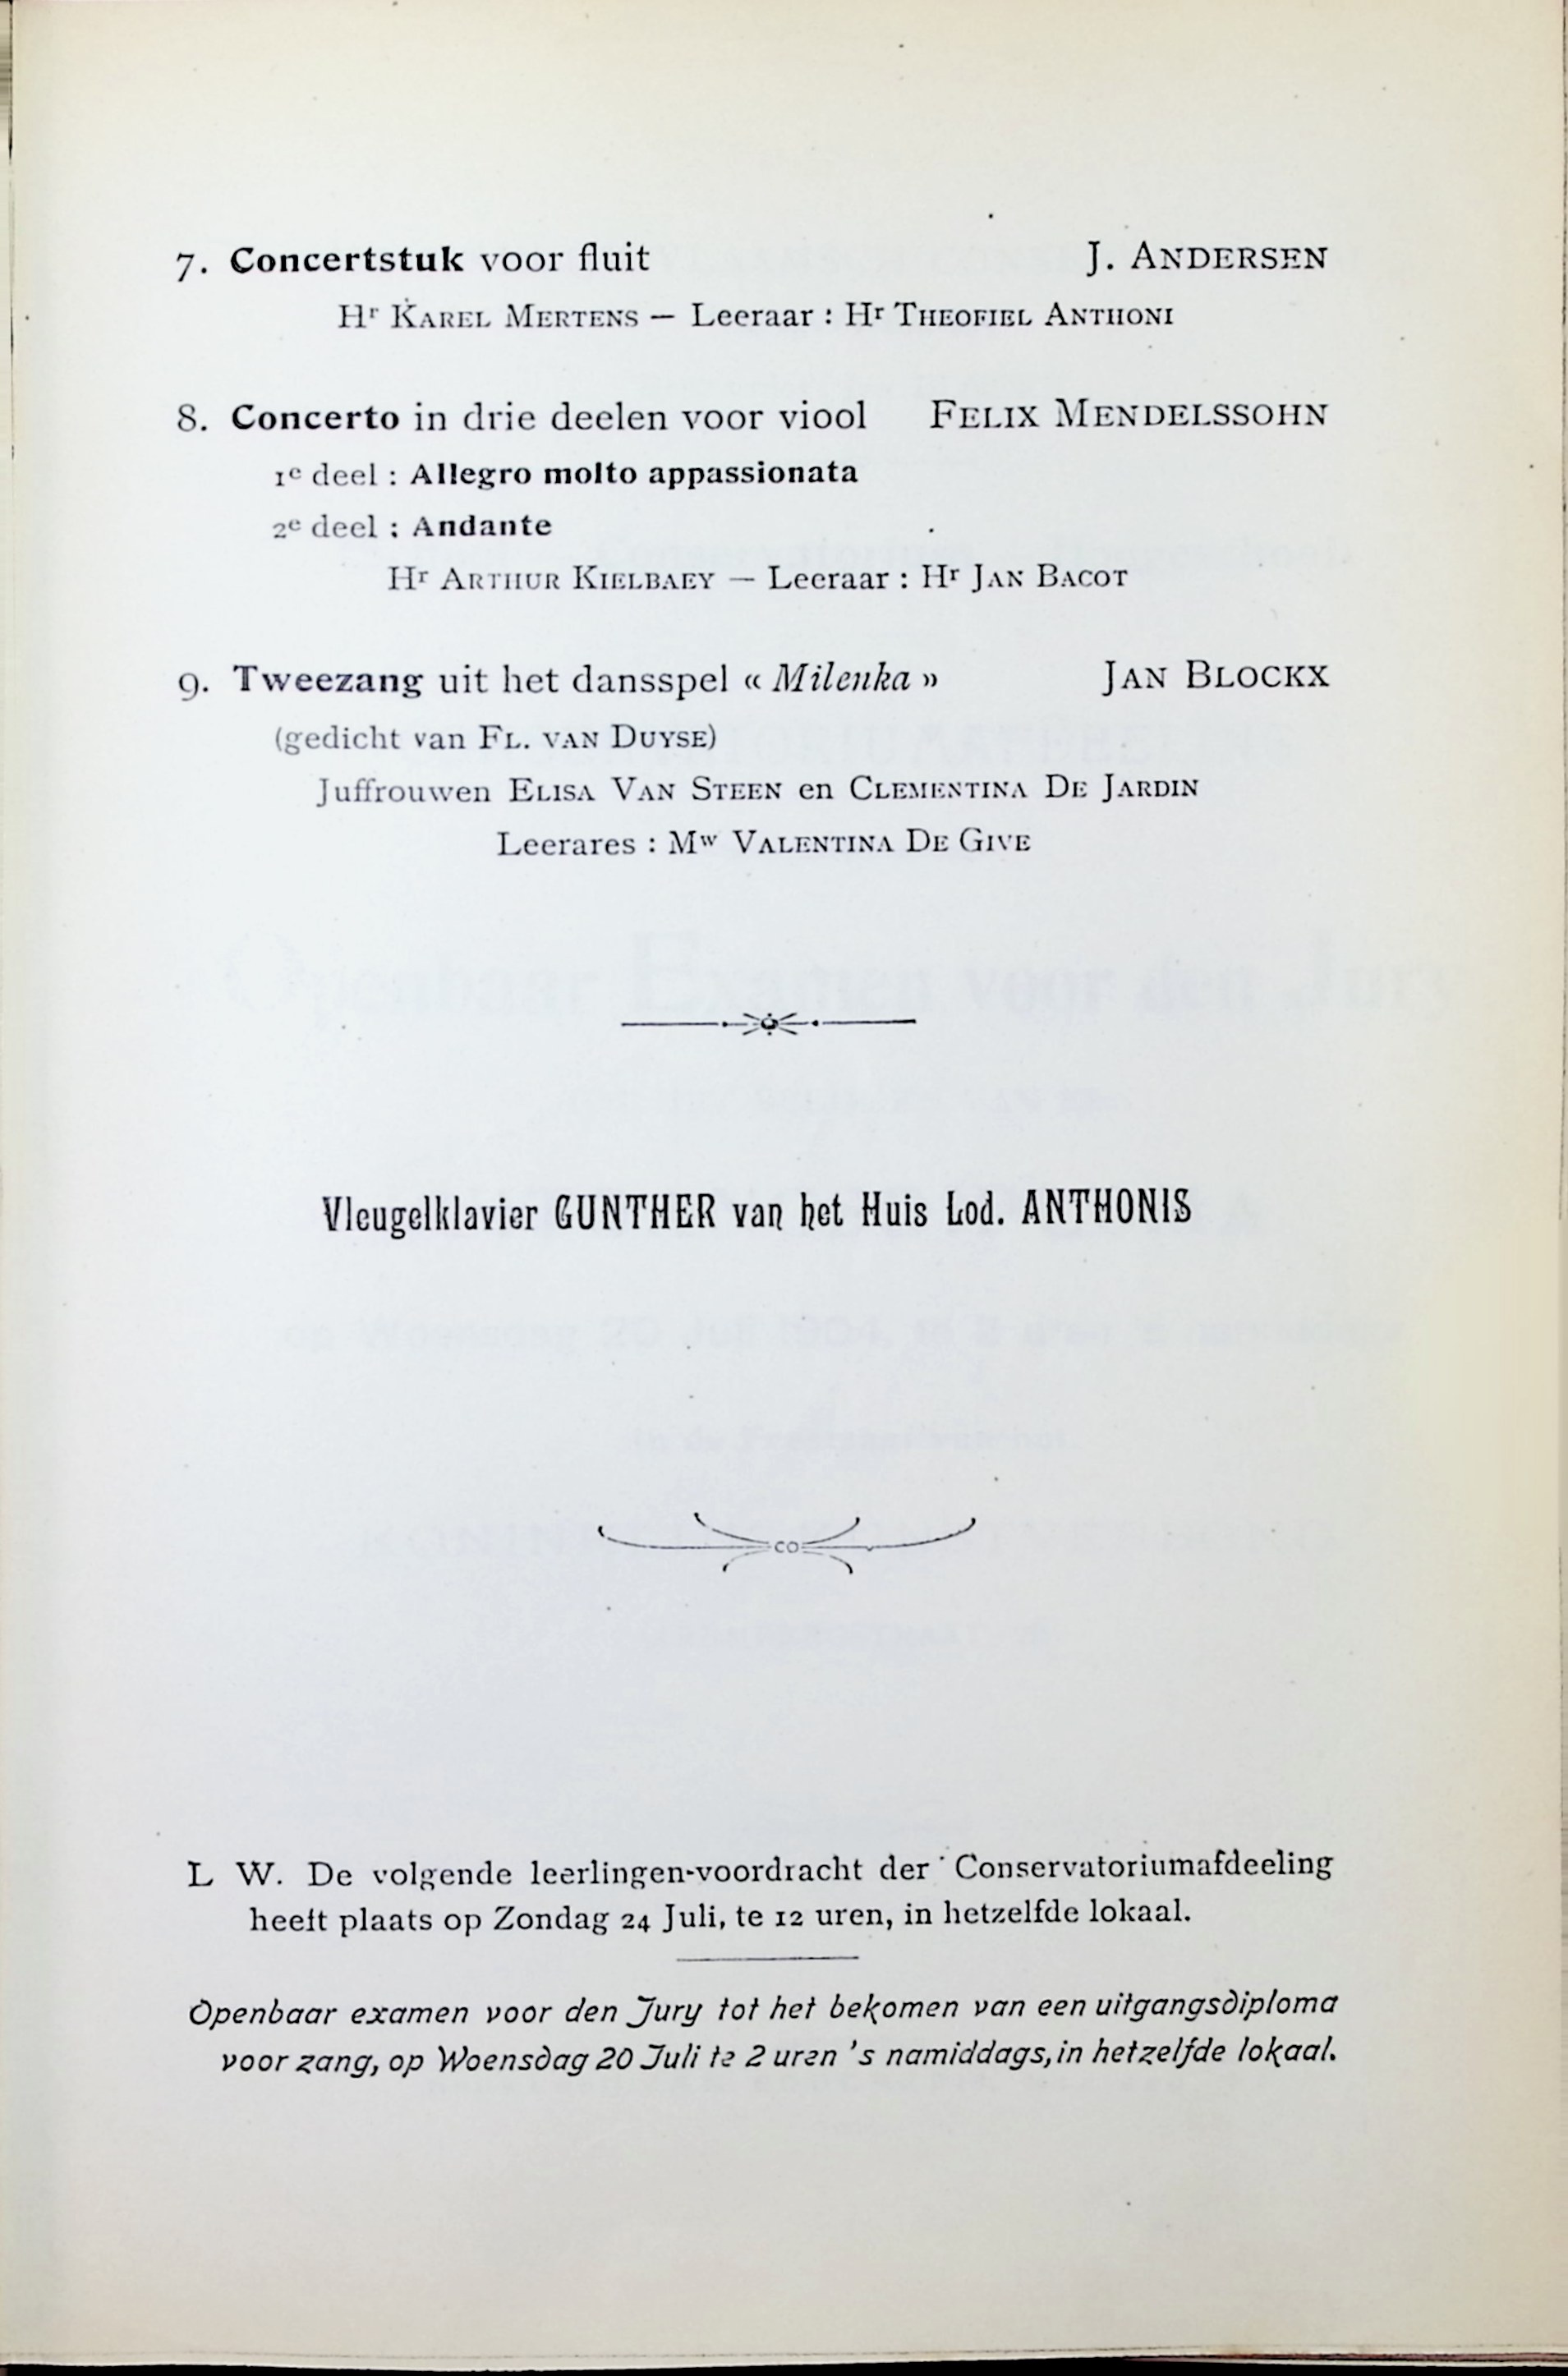 7. Concertstuk voor fluit J. ANDERSEN
Hr KAREL MERTENS — Leeraar : Hr THEOFIEL ANTHONI
8. Concerto in drie deelen voor viool FELIX MENDELSSOHN
1e deel : Allegro molto appassionata
2e deel : Andante
Hr ARTHUR KIELBAEY — Leeraar : Hr JAN BACOT
9. Tweezang uit het dansspel « Milenka » JAN BLOCKX
(gedicht van FL. VAN DUYSE)
Juffrouwen ELISA VAN STEEN en CLEMENTINA DE JARDIN
Leerares : Mw VALENTINA DE GIVE
Vleugelklavier GUNTHER van het Huis Lod. ANTHONIS
L W. De volgende leerlingen-voordracht der Conservatoriumafdeeling
heeft plaats op Zondag 24 Juli, te 12 uren, in hetzelfde lokaal.
Openbaar examen voor den Jury tot het bekomen van een uitgangsdiploma
voor zang, op Woensdag 20 Juli te 2 uren 's namiddags, in hetzelfde lokaal.